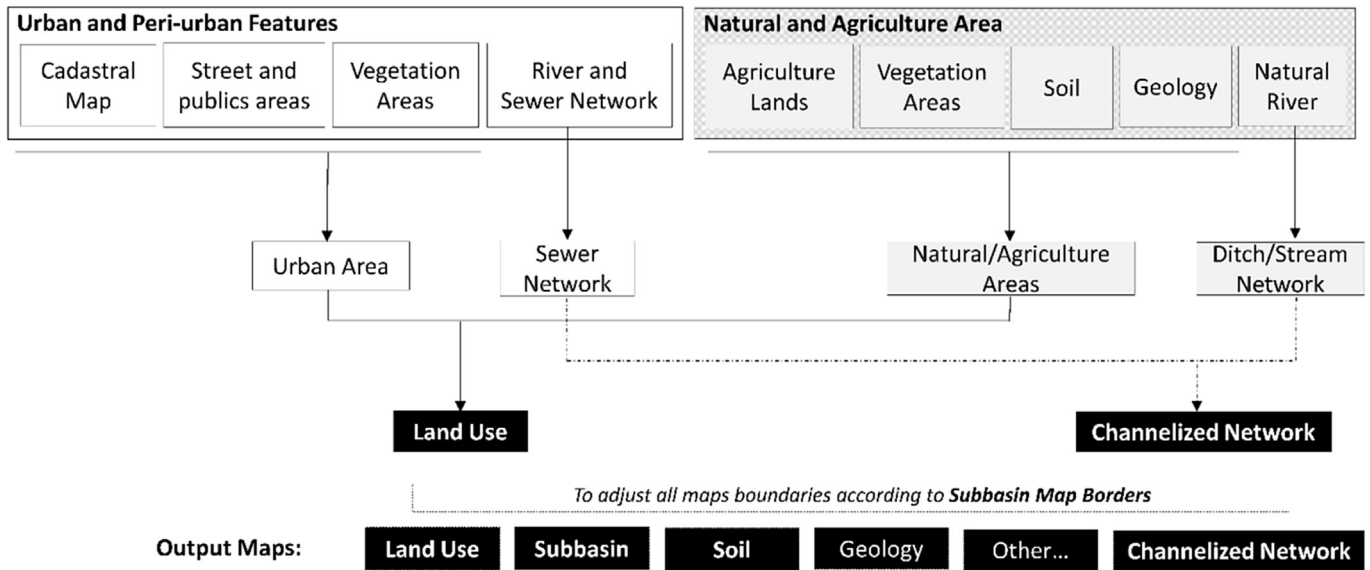 Urban and Peri-urban Features
Cadastral
Map
Street and
publics areas
Vegetation
Areas
River and
Sewer Network
Natural and Agriculture Area
Agriculture
Lands
Vegetation
Areas
Soil
Geology
Natural
River
Urban Area
Sewer
Network
Natural/Agriculture
Areas
Ditch/Stream
Network
Land Use
Channelized Network
To adjust all maps boundaries according to Subbasin Map Borders
Output Maps:
Land Use
Subbasin
Soil
Geology
Other...
Channelized Network